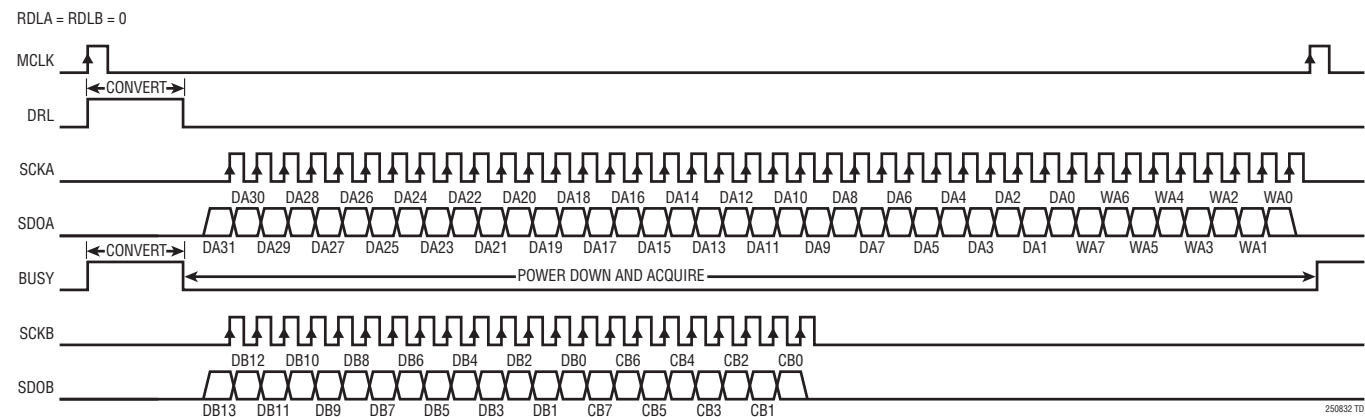 RDLA = RDLB = 0
MCLK
CONVERT
DRL
SCKA
DA30 DA28 DA26 DA24 DA22 DA20 DA18 DA16 DA14 DA12 DA10 DA8 DA6 DA4 DA2 DA0 WA6 WA4 WA2 WA0
SDOA
DA31 DA29 DA27 DA25 DA23 DA21 DA19 DA17 DA15 DA13 DA11 DA9 DA7 DA5 DA3 DA1 WA7 WA5 WA3 WA1
CONVERT
BUSY POWER DOWN AND ACQUIRE
SCKB
DB12 DB10 DB8 DB6 DB4 DB2 DB0 CB6 CB4 CB2 CB0
SDOB
DB13 DB11 DB9 DB7 DB5 DB3 DB1 CB7 CB5 CB3 CB1
250832 TD